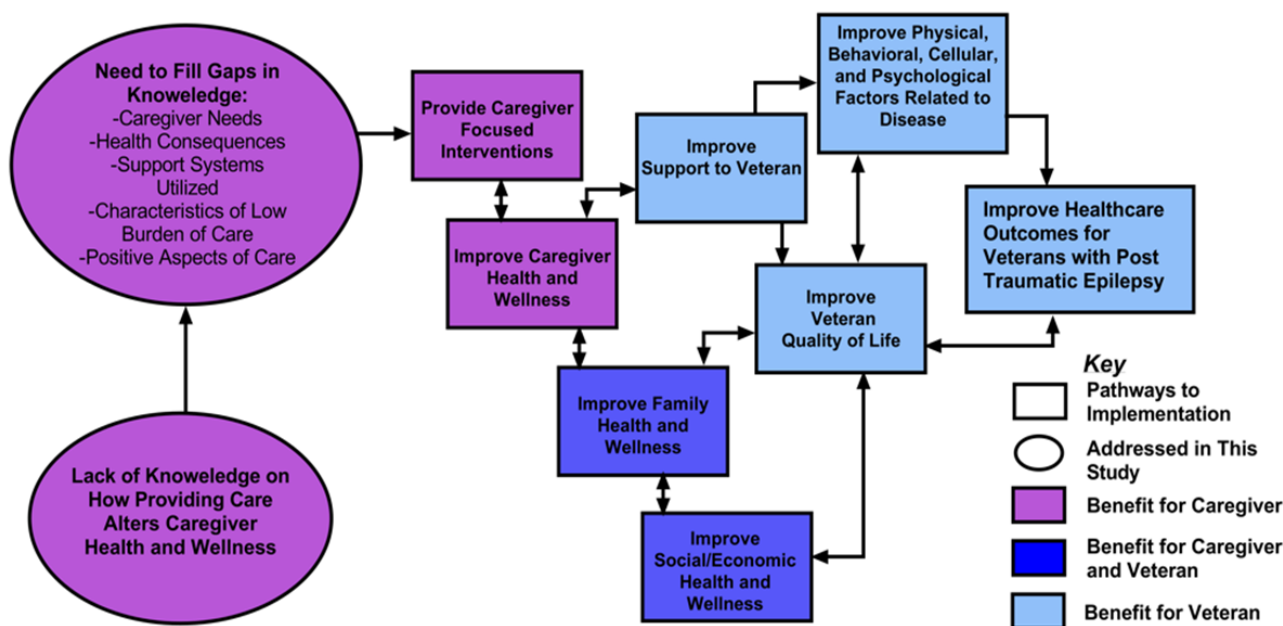 Need to Fill Gaps in
Knoweledge:
-Caregiver Needs
-Health Consequences
-Support Systems
Utilized
-Characteristics of Low
Burden of Care
-Positive Aspects of Care
Lack of Knoweledge on
How Providing Care
Alters Caregiver
Health and Wellness
Provide Caregiver
Focused
Interventions
Improve Caregiver
Health and
Wellness
Improve Family
Health and
Wellness
Improve
Social/Economic
Health and
Wellness
Improve
Support to Veteran
Improve Physical,
Behavioral, Cellular,
and Psychological
Factors Related to
Disease
Improve
Veteran
Quality of Life
Improve Healthcare
Outcomes for
Veterans with Post
Traumatic Epilepsy
Key
Pathways to
Implementation
Addressed in This
Study
Benefit for Caregiver
Benefit for Caregiver
and Veteran
Benefit for Veteran